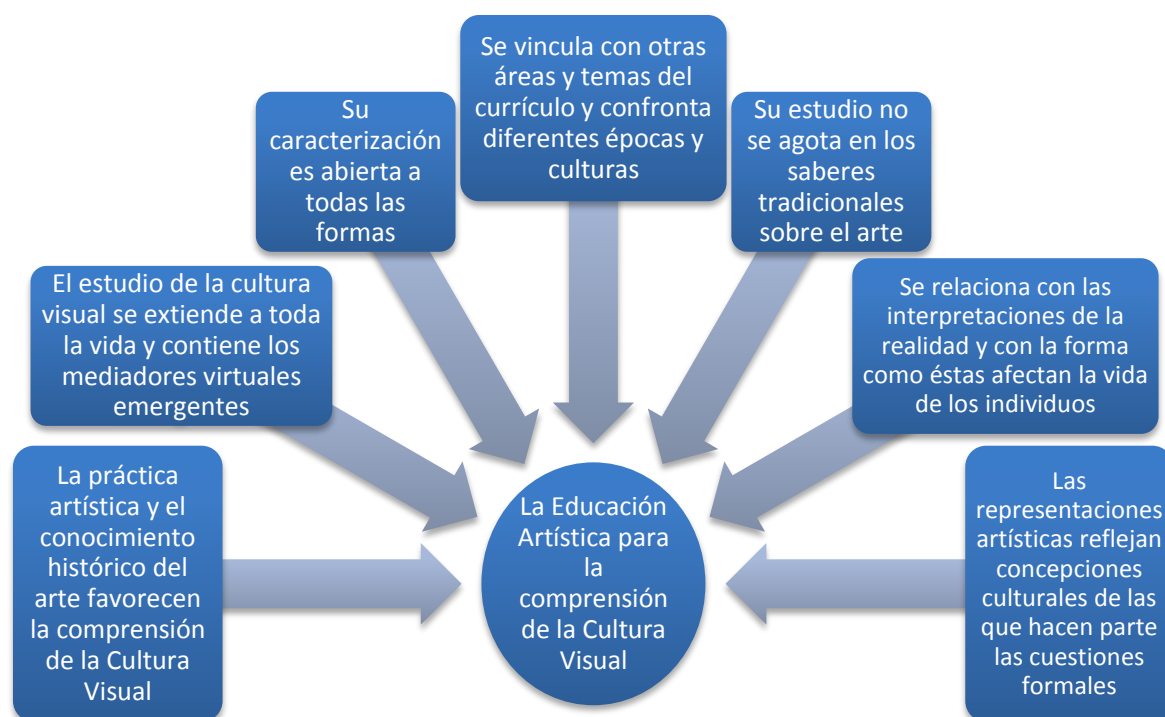 Se vincula con otras
áreas y temas del
currículo y confronta
diferentes épocas y
culturas
Su
caracterización
es abierta a
todas las
formas
Su estudio no
se agota en los
saberes
tradicionales
sobre el arte
El estudio de la cultura
visual se extiende a toda
la vida y contiene los
mediadores virtuales
emergentes
Se relaciona con las
interpretaciones de la
realidad y con la forma
como éstas afectan la vida
de los individuos
La práctica
artística y el
conocimiento
histórico del
arte favorecen
la comprensión
de la Cultura
Visual
La Educación
Artística para
la
comprensión
de la Cultura
Visual
Las
representaciones
artísticas reflejan
concepciones
culturales de las
que hacen parte
las cuestiones
formales